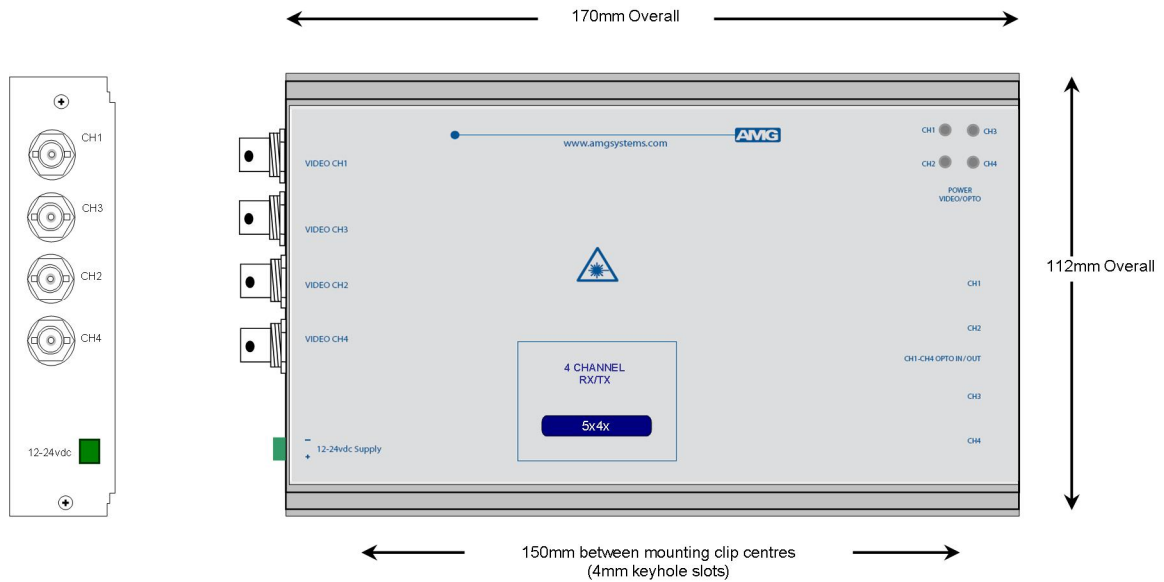 170mm Overall
CH1
CH3
CH2
CH4
12-24vdc
VIDEO CH1
VIDEO CH3
VIDEO CH2
VIDEO CH4
12-24vdc Supply
−
+
AMG
www.amgsystems.com
4 CHANNEL
RX/TX
5x4x
CH1
CH3
CH2
CH4
POWER
VIDEO/OPTO
CH1
CH2
CH1-CH4 OPTO IN/OUT
CH3
CH4
112mm Overall
150mm between mounting clip centres
(4mm keyhole slots)